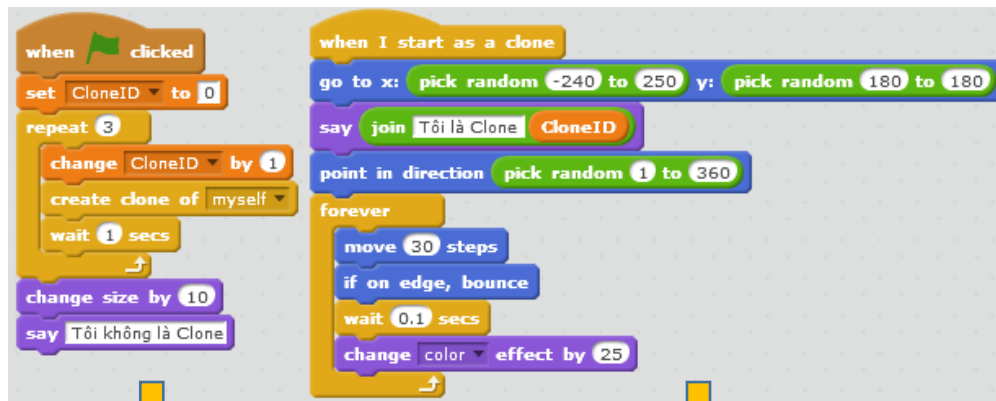 when clicked
set CloneID to 0
repeat 3
change CloneID by 1
create clone of myself
wait 1 secs
change size by 10
say Tôi không là Clone
when I start as a clone
go to x: pick random -240 to 250 y: pick random 180 to 180
say join Tôi là Clone CloneID
point in direction pick random 1 to 360
forever
move 30 steps
if on edge, bounce
wait 0.1 secs
change color effect by 25